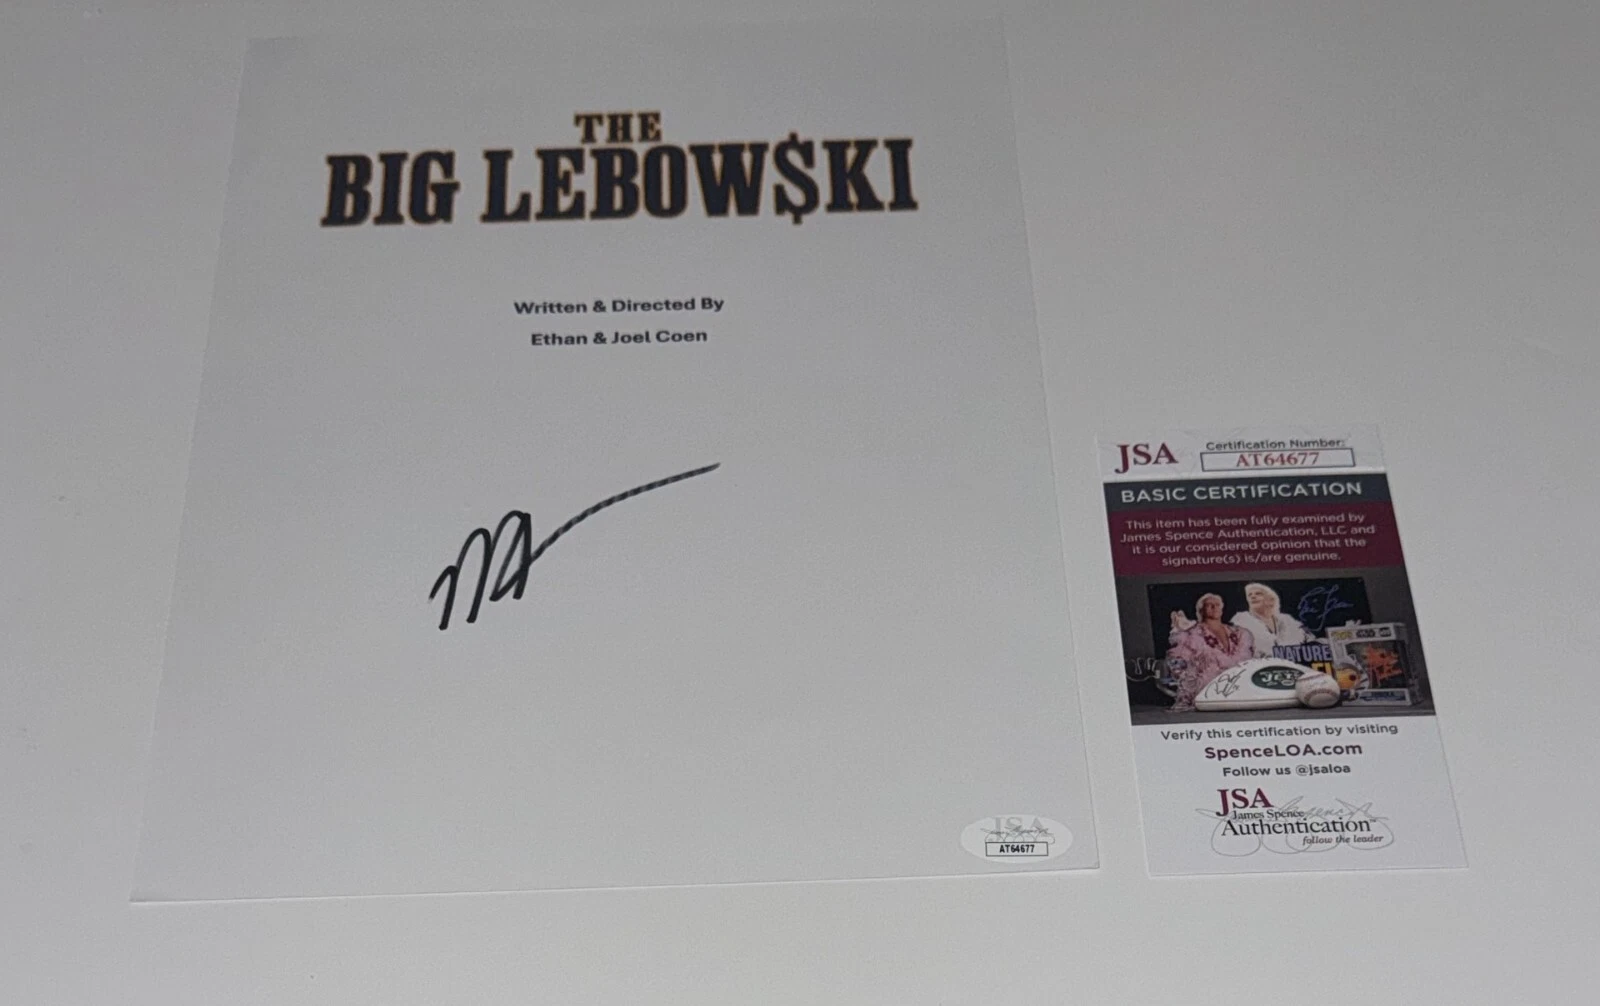 THE
BIG LEBOW$KI
Written & Directed By
Ethan & Joel Coen
JSA
AT64677
JSA
Certification Number:
AT64677
BASIC CERTIFICATION
This item has been fully examined by
James Spence Authentication, LLC and
it is our considered opinion that the
signature(s) is/are genuine.
NATURE
JETS
Verify this certification by visiting
SpenceLOA.com
Follow us @jsaloa
JSA
James Spence
Authentication
follow the leader